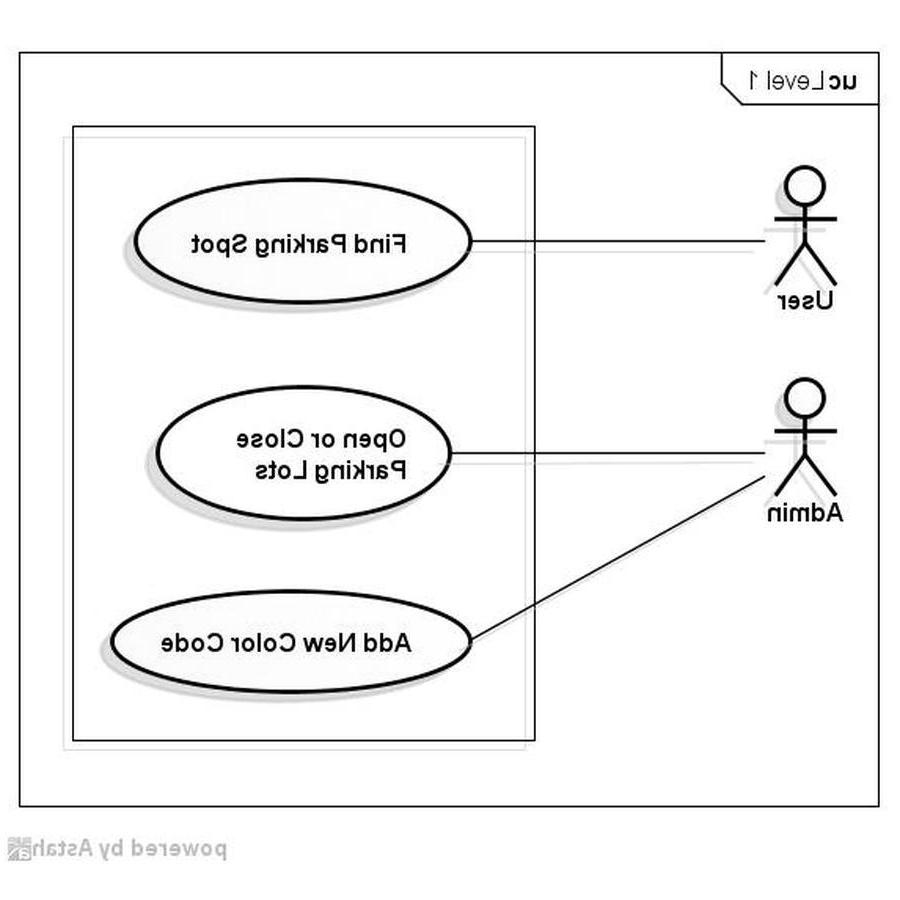 uc Level 1
Find Parking Spot
User
Open or Close
Parking Lots
Admin
Add New Color Code
powered by Astah